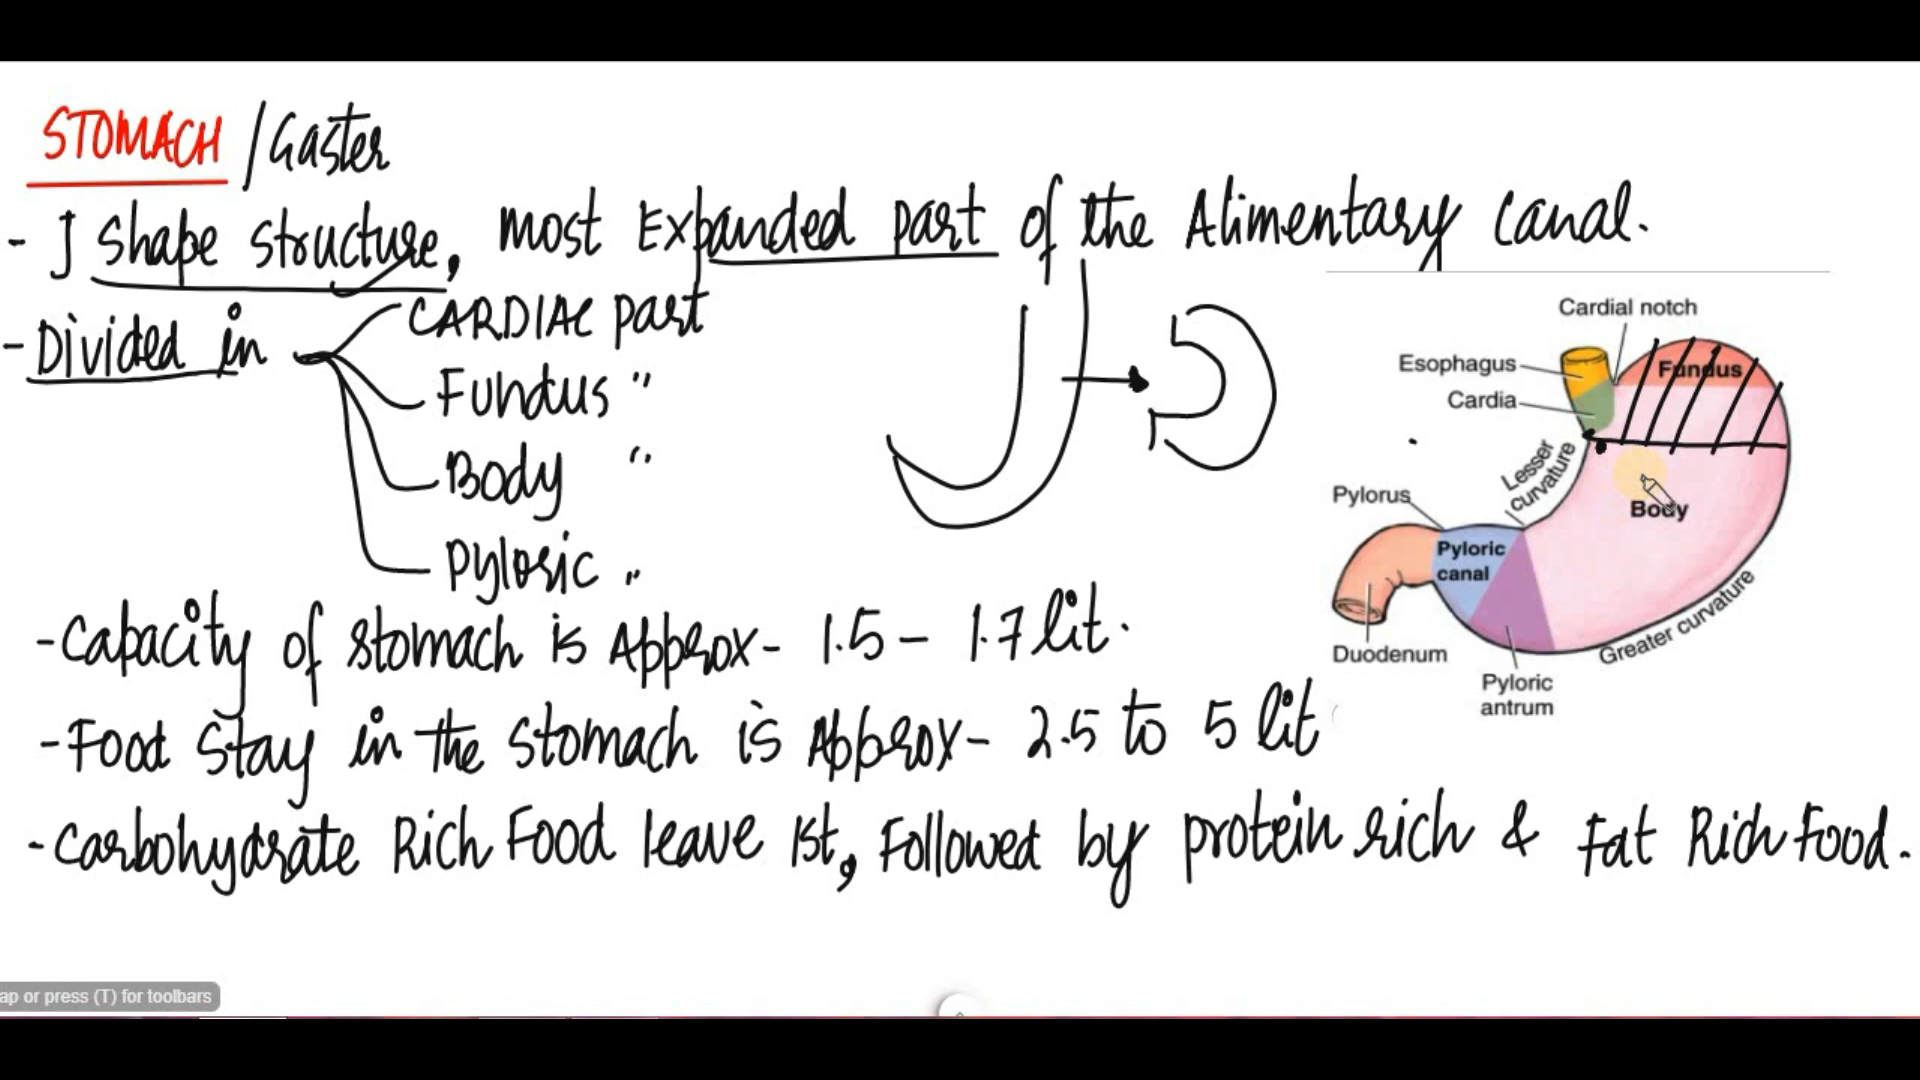 STOMACH / Gaster
- J shape structure, most Expanded part of the Alimentary Canal.
- Divided in
CARDIAC part
Fundus "
Body "
Pyloric "
- Capacity of stomach is Approx - 1.5 - 1.7 lit.
- Food stay in the stomach is Approx - 2.5 to 5 lit
- Carbohydrate Rich Food leave 1st, Followed by protein rich & Fat Rich Food.
Cardial notch
Esophagus
Fundus
Cardia
Lesser
curvature
Pylorus
Body
Pyloric
canal
Greater curvature
Duodenum
Pyloric
antrum
ap or press (T) for toolbars